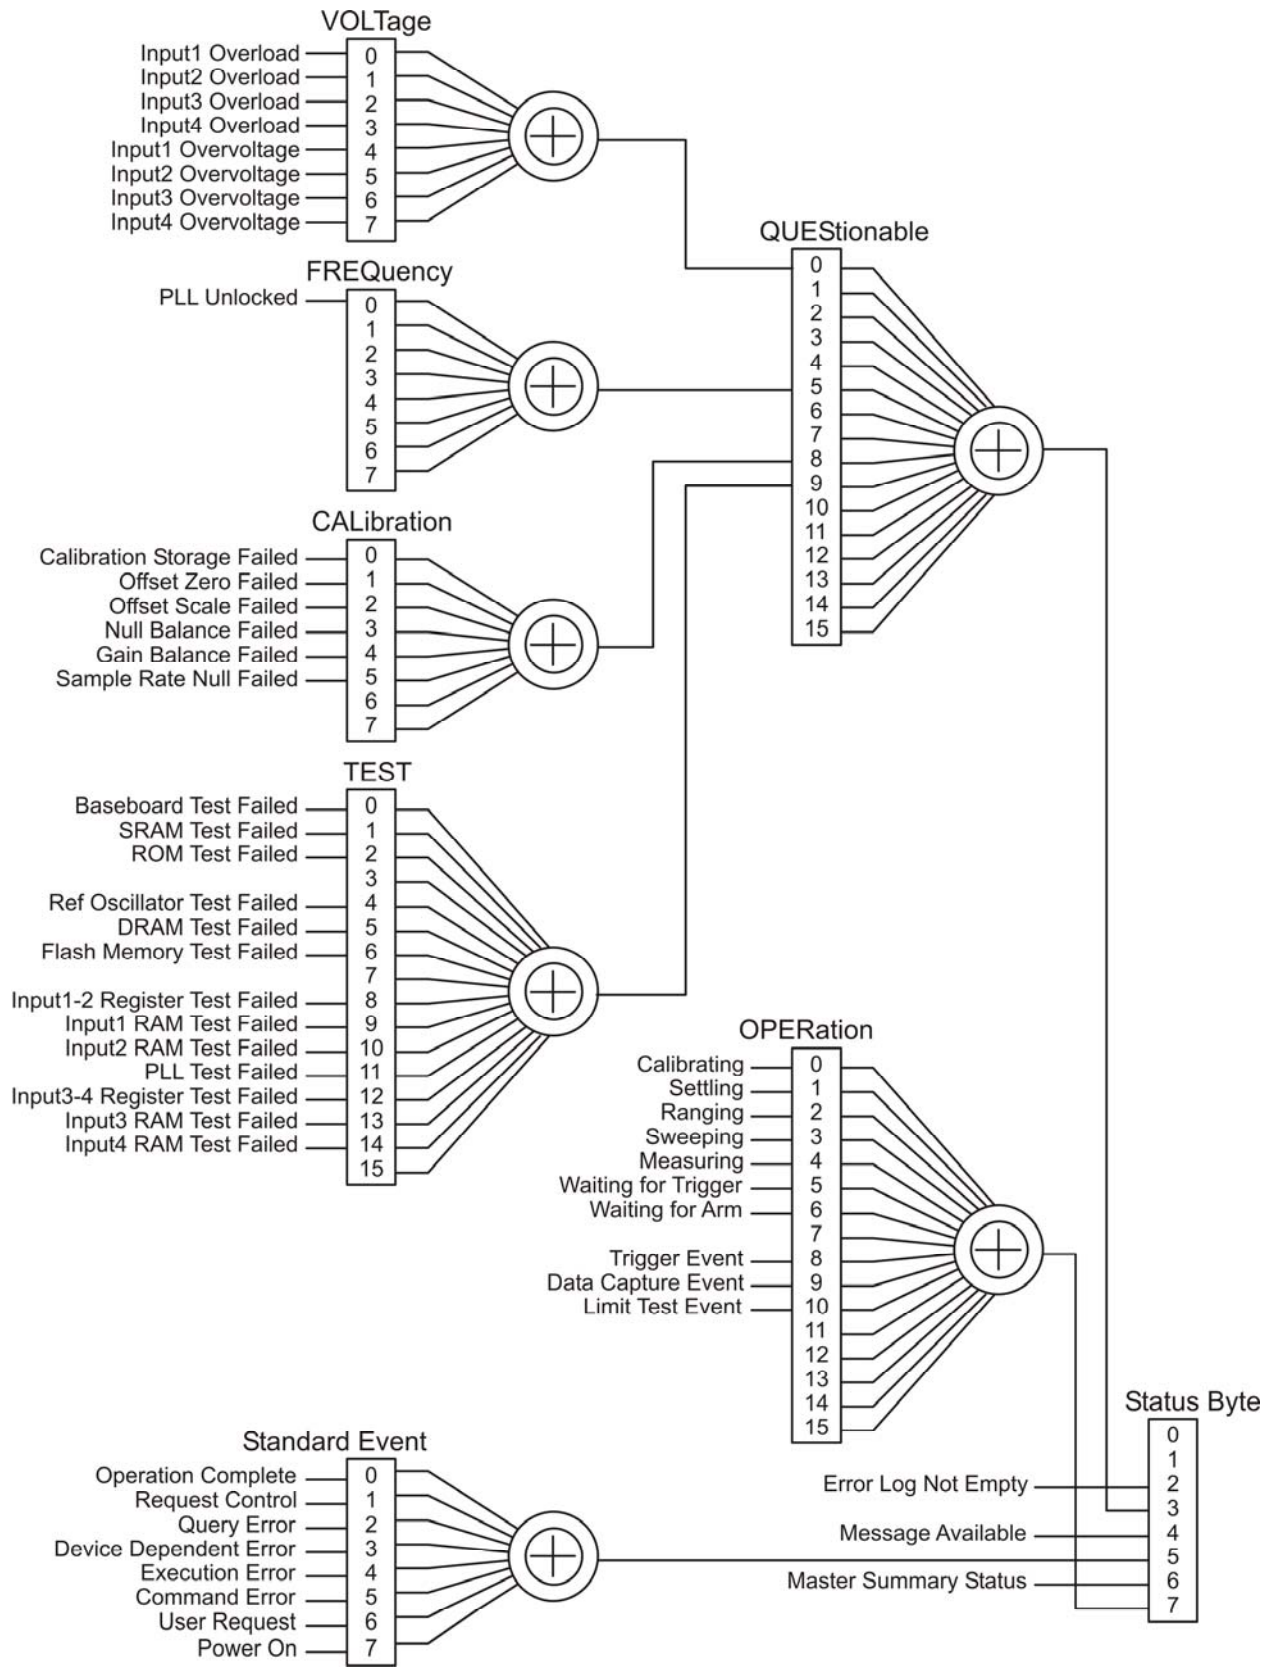 VOLTage
Input1 Overload 0
Input2 Overload 1
Input3 Overload 2
Input4 Overload 3
Input1 Overvoltage 4
Input2 Overvoltage 5
Input3 Overvoltage 6
Input4 Overvoltage 7
FREQuency
PLL Unlocked 0
1
2
3
4
5
6
7
CALibration
Calibration Storage Failed 0
Offset Zero Failed 1
Offset Scale Failed 2
Null Balance Failed 3
Gain Balance Failed 4
Sample Rate Null Failed 5
6
7
TEST
Baseboard Test Failed 0
SRAM Test Failed 1
ROM Test Failed 2
3
Ref Oscillator Test Failed 4
DRAM Test Failed 5
Flash Memory Test Failed 6
7
Input1-2 Register Test Failed 8
Input1 RAM Test Failed 9
Input2 RAM Test Failed 10
PLL Test Failed 11
Input3-4 Register Test Failed 12
Input3 RAM Test Failed 13
Input4 RAM Test Failed 14
15
QUEStionable
0
1
2
3
4
5
6
7
8
9
10
11
12
13
14
15
OPERation
Calibrating 0
Settling 1
Ranging 2
Sweeping 3
Measuring 4
Waiting for Trigger 5
Waiting for Arm 6
7
Trigger Event 8
Data Capture Event 9
Limit Test Event 10
11
12
13
14
15
Standard Event
Operation Complete 0
Request Control 1
Query Error 2
Device Dependent Error 3
Execution Error 4
Command Error 5
User Request 6
Power On 7
Status Byte
0
1
Error Log Not Empty 2
3
Message Available 4
5
Master Summary Status 6
7